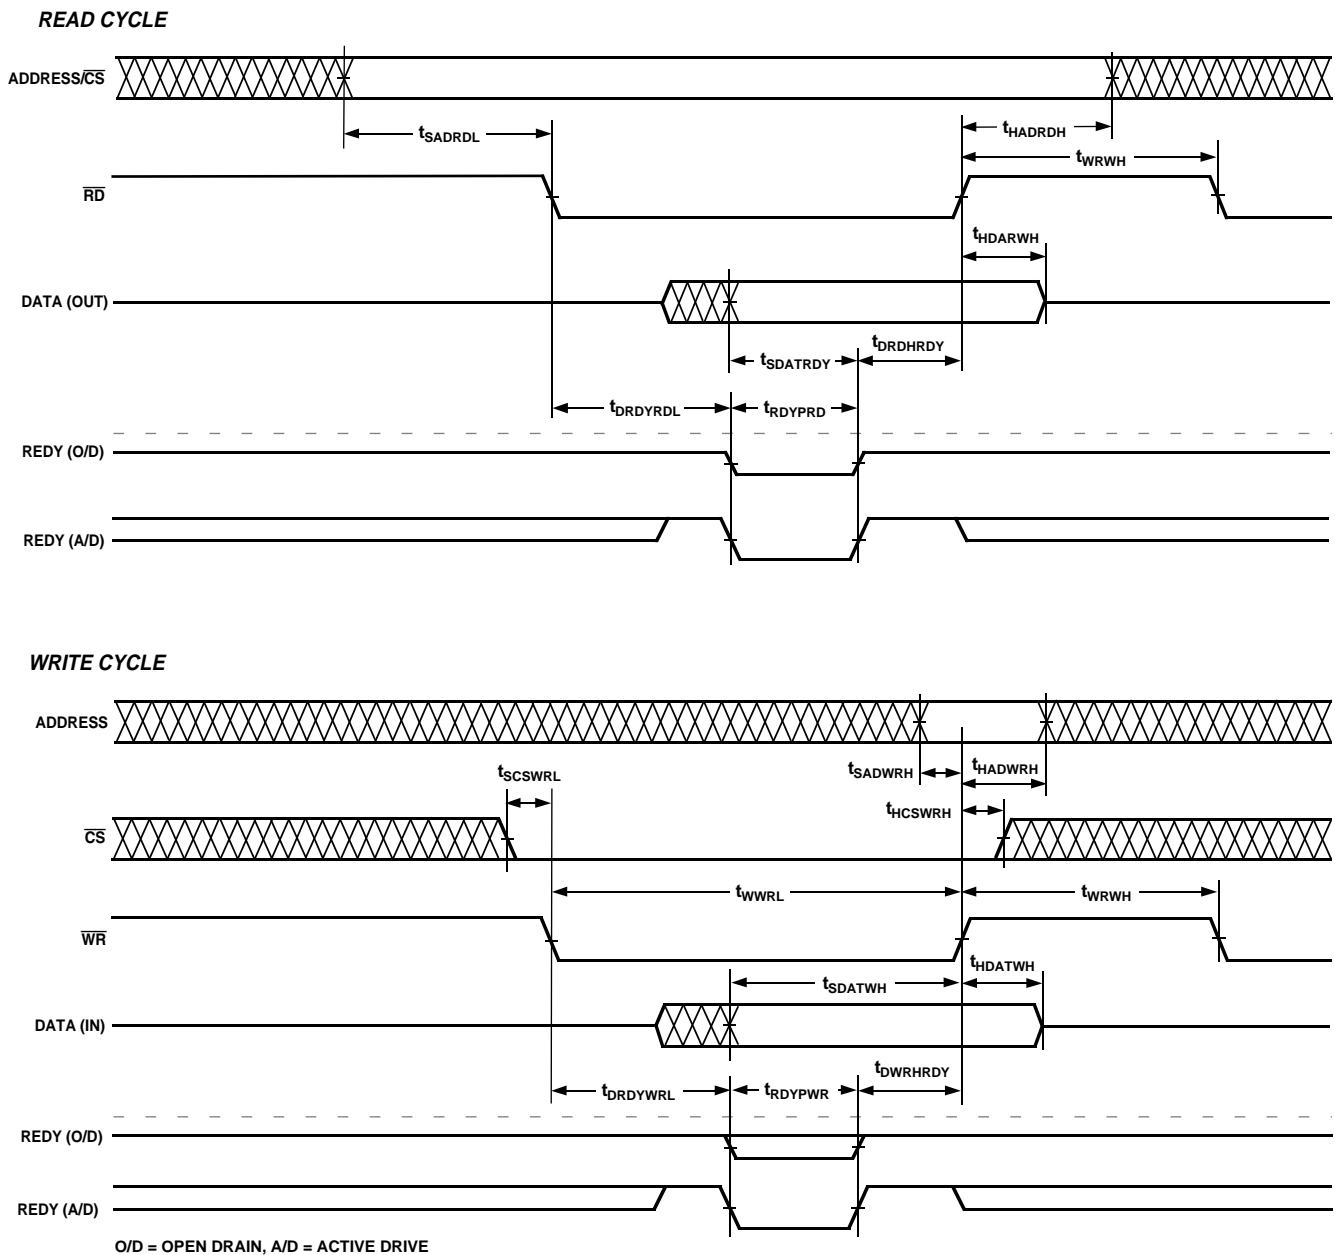 READ CYCLE
ADDRESS/CS
tSADRDL
tHADRDH
tWRWH
RD
tHDARWH
DATA (OUT)
tSDATRDY
tDRDHRDY
tDRDYRDL
tRDYPRD
REDY (O/D)
REDY (A/D)
WRITE CYCLE
ADDRESS
tSCSWRL
tSADWRH
tHADWRH
tHCSWRH
CS
tWWRL
tWRWH
WR
tHDATWH
tSDATWH
DATA (IN)
tDWRHRDY
tDRDYWRL
tRDYPWR
REDY (O/D)
REDY (A/D)
O/D = OPEN DRAIN, A/D = ACTIVE DRIVE